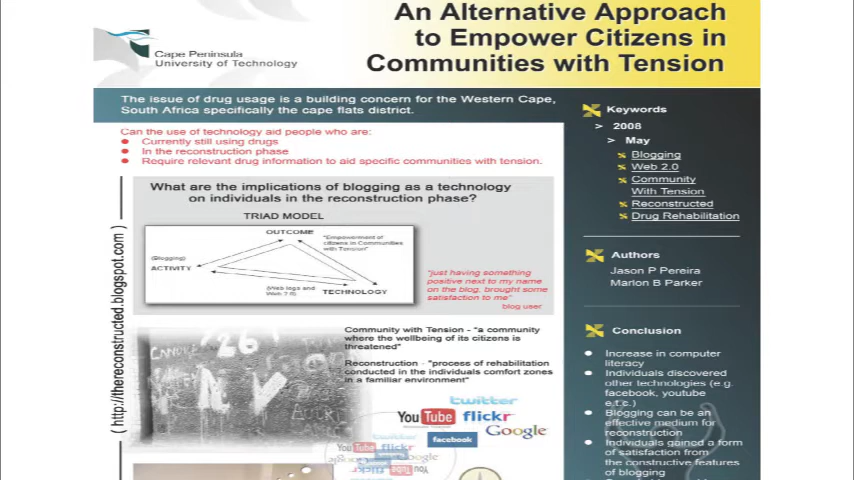 An Alternative Approach
to Empower Citizens in
Communities with Tension
Cape Peninsula
University of Technology
The issue of drug usage is a building concern for the Western Cape,
South Africa specifically the cape flats district.
Can the use of technology aid people who are:
Currently still using drugs
In the reconstruction phase
Require relevant drug information to aid specific communities with tension.
What are the implications of blogging as a technology
on individuals in the reconstruction phase?
TRIAD MODEL
OUTCOME
"Empowerment of
citizens in Communities
with Tension"
(Blogging)
ACTIVITY
(Web logs and
Web 2.0)
TECHNOLOGY
"just having something
positive next to my name
on the blog, brought some
satisfaction to me"
blog user
( http://thereconstructed.blogspot.com )
Community with Tension - "a community
where the wellbeing of its citizens is
threatened"
Reconstruction - "process of rehabilitation
conducted in the individuals comfort zones
in a familiar environment"
26
twitter
YouTube flickr
Google
facebook
Keywords
> 2008
> May
Blogging
Web 2.0
Community
With Tension
Reconstructed
Drug Rehabilitation
Authors
Jason P Pereira
Marlon B Parker
Conclusion
Increase in computer
literacy
Individuals discovered
other technologies (e.g.
facebook, youtube
e.t.c.)
Blogging can be an
effective medium for
reconstruction
Individuals gained a form
of satisfaction from
the constructive features
of blogging